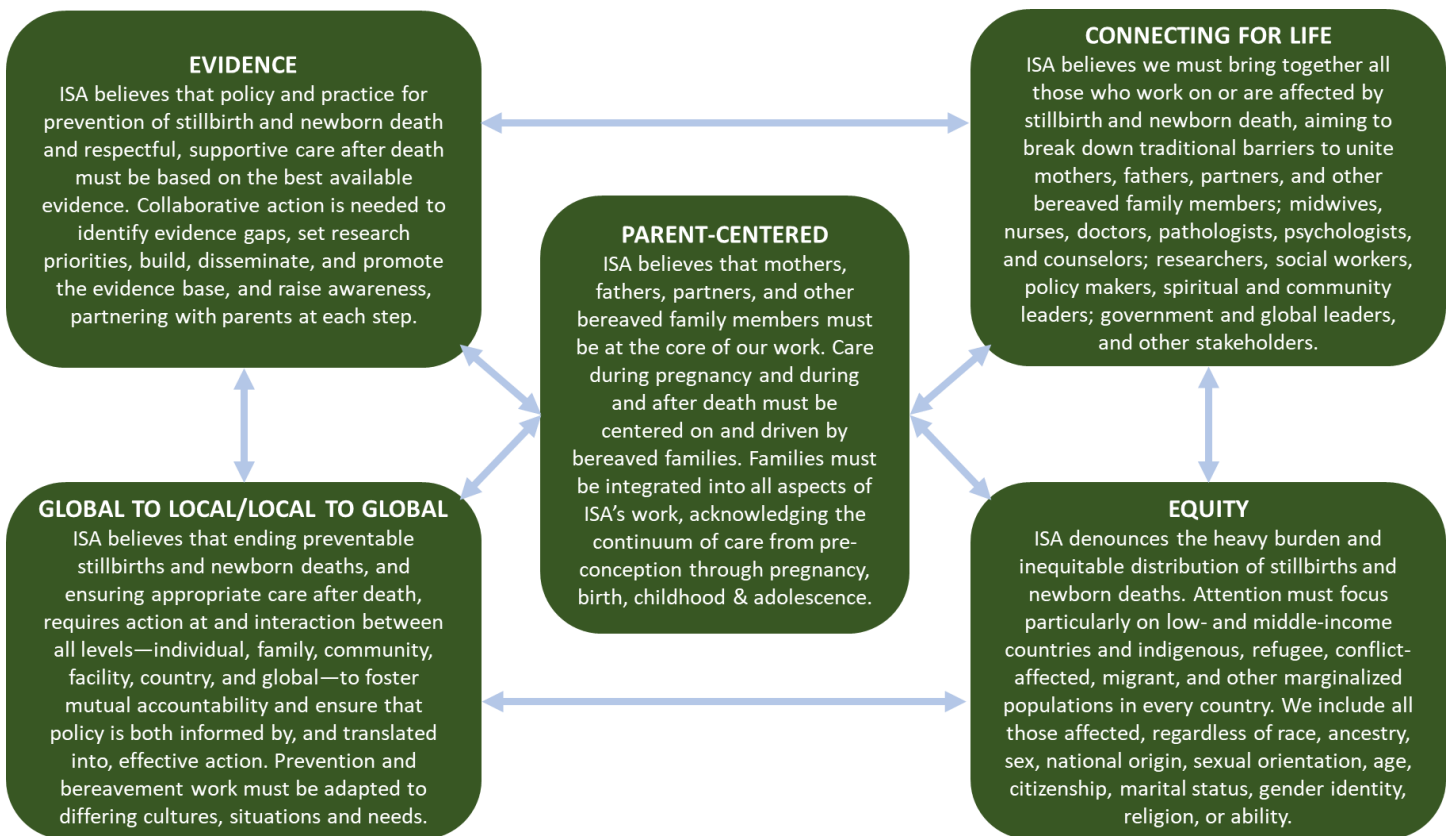 EVIDENCE
ISA believes that policy and practice for
prevention of stillbirth and newborn death
and respectful, supportive care after death
must be based on the best available
evidence. Collaborative action is needed to
identify evidence gaps, set research
priorities, build, disseminate, and promote
the evidence base, and raise awareness,
partnering with parents at each step.
CONNECTING FOR LIFE
ISA believes we must bring together all
those who work on or are affected by
stillbirth and newborn death, aiming to
break down traditional barriers to unite
mothers, fathers, partners, and other
bereaved family members; midwives,
nurses, doctors, pathologists, psychologists,
and counselors; researchers, social workers,
policy makers, spiritual and community
leaders; government and global leaders,
and other stakeholders.
PARENT-CENTERED
ISA believes that mothers,
fathers, partners, and other
bereaved family members must
be at the core of our work. Care
during pregnancy and during
and after death must be
centered on and driven by
bereaved families. Families must
be integrated into all aspects of
ISA’s work, acknowledging the
continuum of care from pre-
conception through pregnancy,
birth, childhood & adolescence.
GLOBAL TO LOCAL/LOCAL TO GLOBAL
ISA believes that ending preventable
stillbirths and newborn deaths, and
ensuring appropriate care after death,
requires action at and interaction between
all levels—individual, family, community,
facility, country, and global—to foster
mutual accountability and ensure that
policy is both informed by, and translated
into, effective action. Prevention and
bereavement work must be adapted to
differing cultures, situations and needs.
EQUITY
ISA denounces the heavy burden and
inequitable distribution of stillbirths and
newborn deaths. Attention must focus
particularly on low- and middle-income
countries and indigenous, refugee, conflict-
affected, migrant, and other marginalized
populations in every country. We include all
those affected, regardless of race, ancestry,
sex, national origin, sexual orientation, age,
citizenship, marital status, gender identity,
religion, or ability.